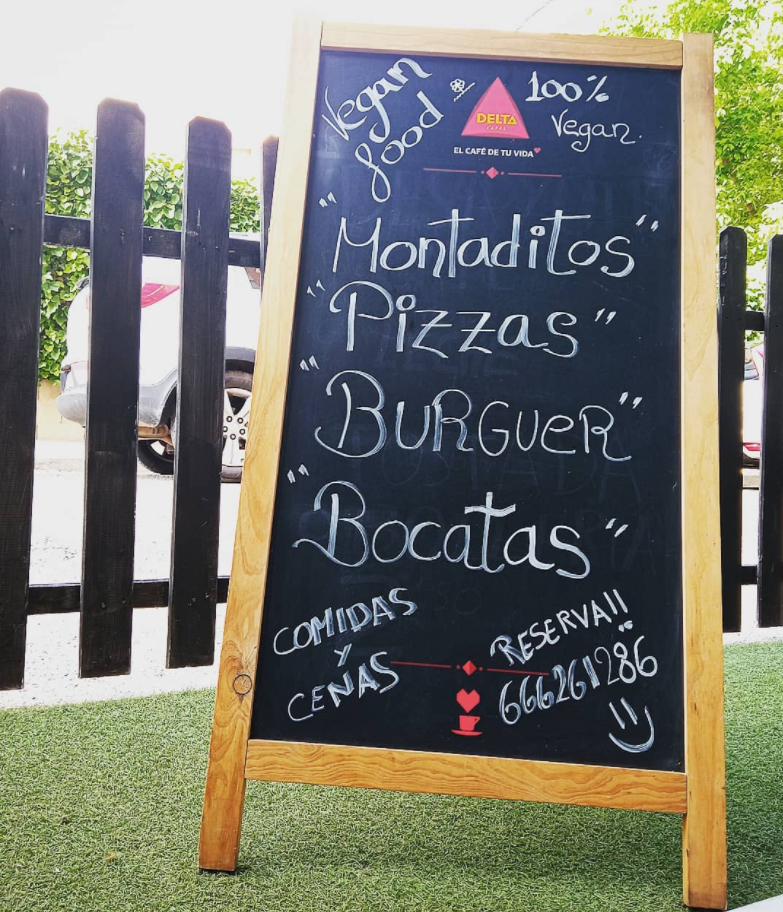 Vegan food
DELTA
CAFÉS
EL CAFÉ DE TU VIDA
100%
Vegan.
"Montaditos"
"Pizzas"
"BURGUER"
"Bocatas"
COMIDAS
Y
CENAS
RESERVA!!
666261286